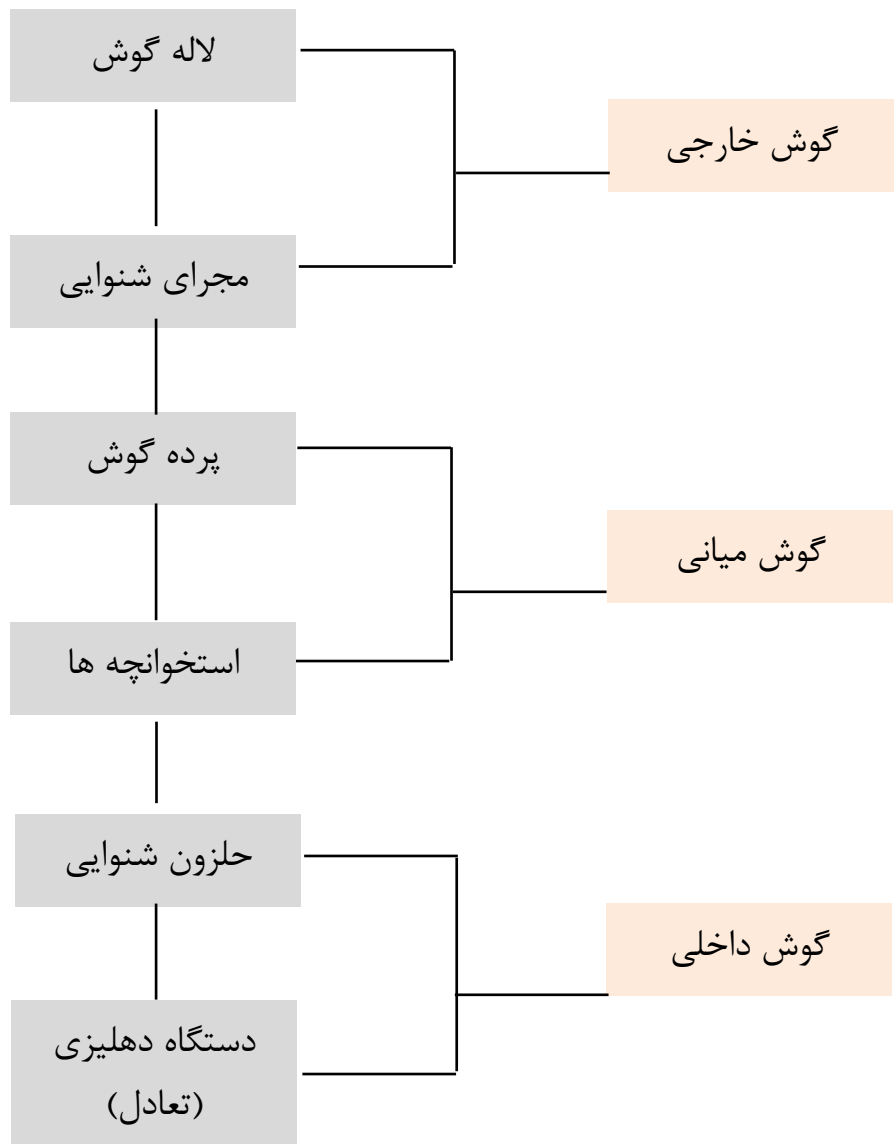 لاله گوش
گوش خارجی
مجرای شنوایی
پرده گوش
گوش میانی
استخوانچه ها
حلزون شنوایی
گوش داخلی
دستگاه دهلیزی
(تعادل)